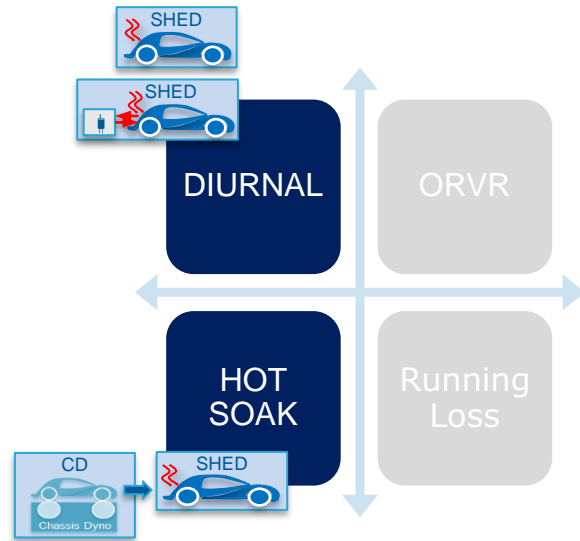 SHED
SHED
DIURNAL
ORVR
HOT
SOAK
Running
Loss
CD
SHED
Chassis Dyno